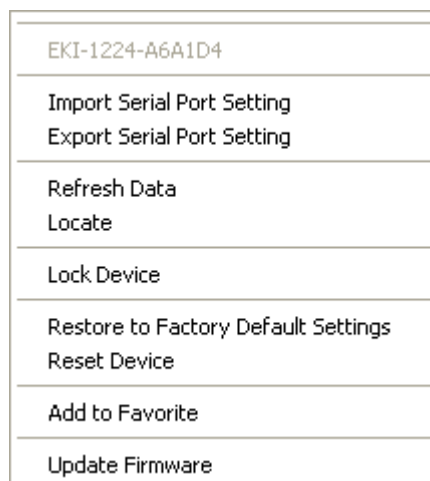 EKI-1224-A6A1D4
Import Serial Port Setting
Export Serial Port Setting
Refresh Data
Locate
Lock Device
Restore to Factory Default Settings
Reset Device
Add to Favorite
Update Firmware